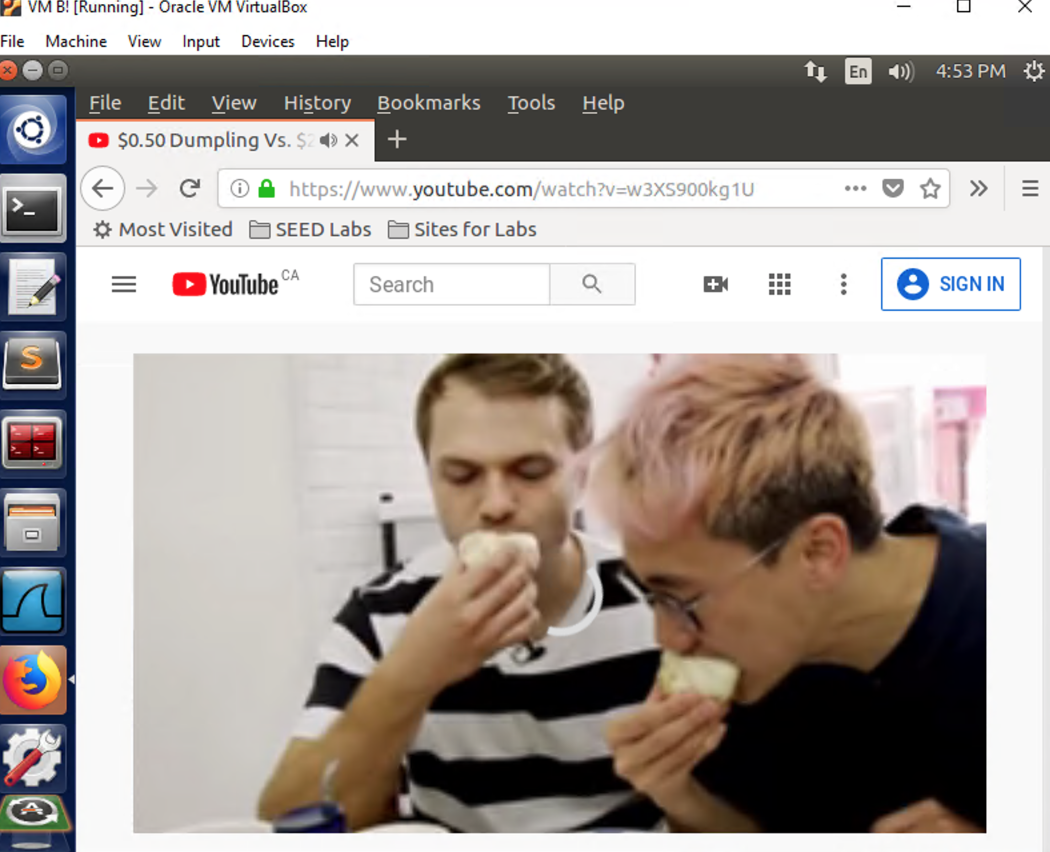 VM B! [Running] - Oracle VM VirtualBox
File Machine View Input Devices Help
En 4:53 PM
File Edit View History Bookmarks Tools Help
$0.50 Dumpling Vs. $2
https://www.youtube.com/watch?v=w3XS900kg1U
Most Visited SEED Labs Sites for Labs
YouTube CA Search SIGN IN